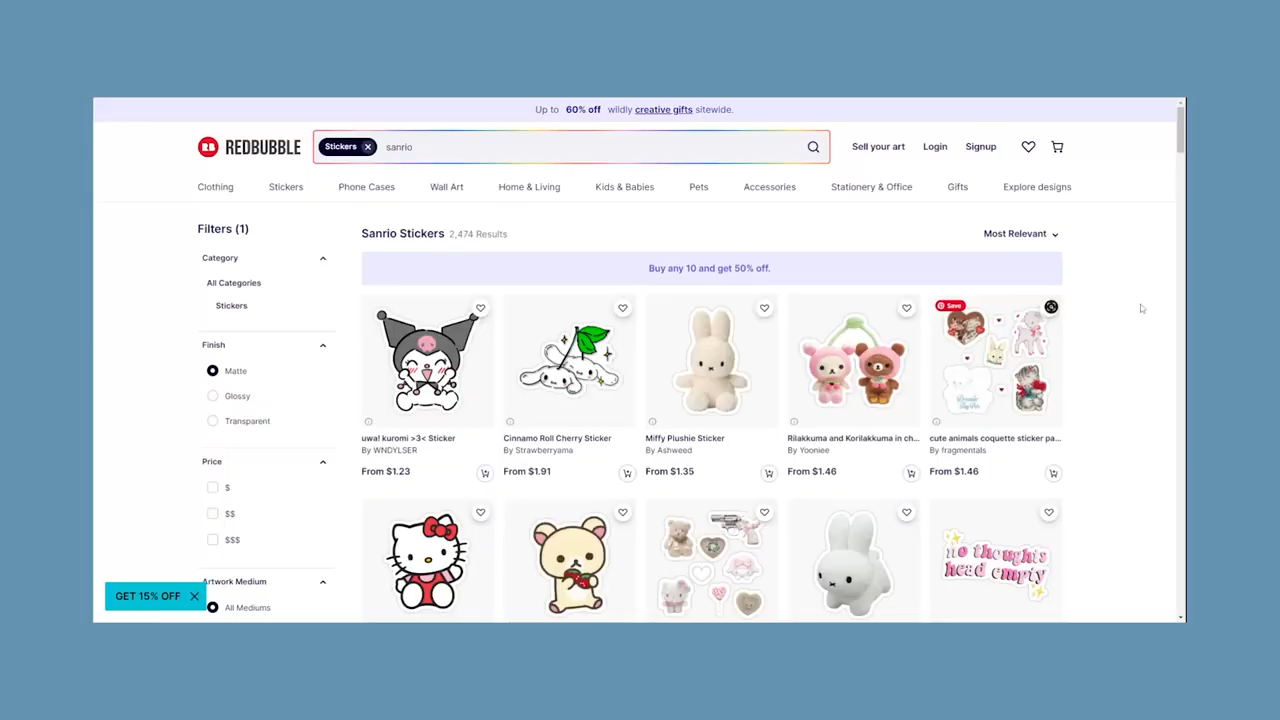 Up to 60% off wildly creative gifts sitewide.
RB REDBUBBLE
Stickers sanrio
Sell your art Login Signup
Clothing Stickers Phone Cases Wall Art Home & Living Kids & Babies Pets Accessories Stationery & Office Gifts Explore designs
Filters (1)
Sanrio Stickers 2,474 Results
Most Relevant
Category
All Categories
Stickers
Buy any 10 and get 50% off.
Save
Finish
Matte
Glossy
Transparent
uwa! kuromi >3< Sticker
By WNDYLSER
From $1.23
Cinnamo Roll Cherry Sticker
By Strawberryama
From $1.91
Miffy Plushie Sticker
By Ashweed
From $1.35
Rilakkuma and Korilakkuma in ch...
By Yooniee
From $1.46
cute animals coquette sticker pa...
By fragmentals
From $1.46
Price
$
$$
$$$
no thoughts
head empty
Artwork Medium
All Mediums
GET 15% OFF